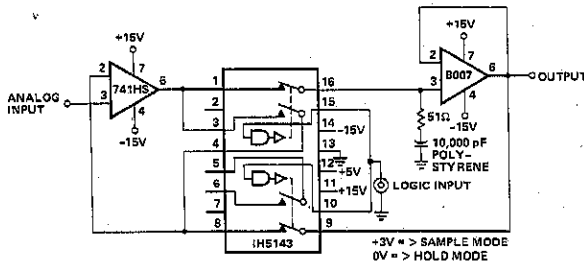 +15V
741HS
2
3
7
6
4
-15V
ANALOG
INPUT
1
2
3
4
5
6
7
8
16
15
14
13
12
11
10
9
-15V
+5V
+15V
IH5143
LOGIC INPUT
+15V
8007
2
3
7
6
4
-15V
OUTPUT
51Ω
10,000 pF
POLY-
STYRENE
+3V = > SAMPLE MODE
0V = > HOLD MODE